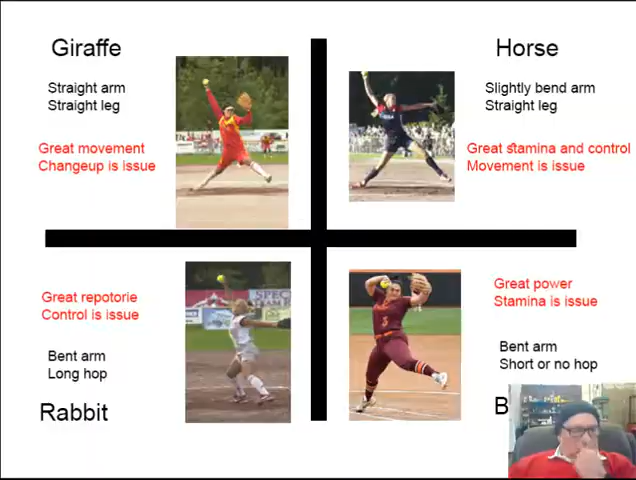 Giraffe
Straight arm
Straight leg
Great movement
Changeup is issue
Horse
Slightly bend arm
Straight leg
Great stamina and control
Movement is issue
Great repotorie
Control is issue
Bent arm
Long hop
Rabbit
SPEC
Great power
Stamina is issue
Bent arm
Short or no hop
B